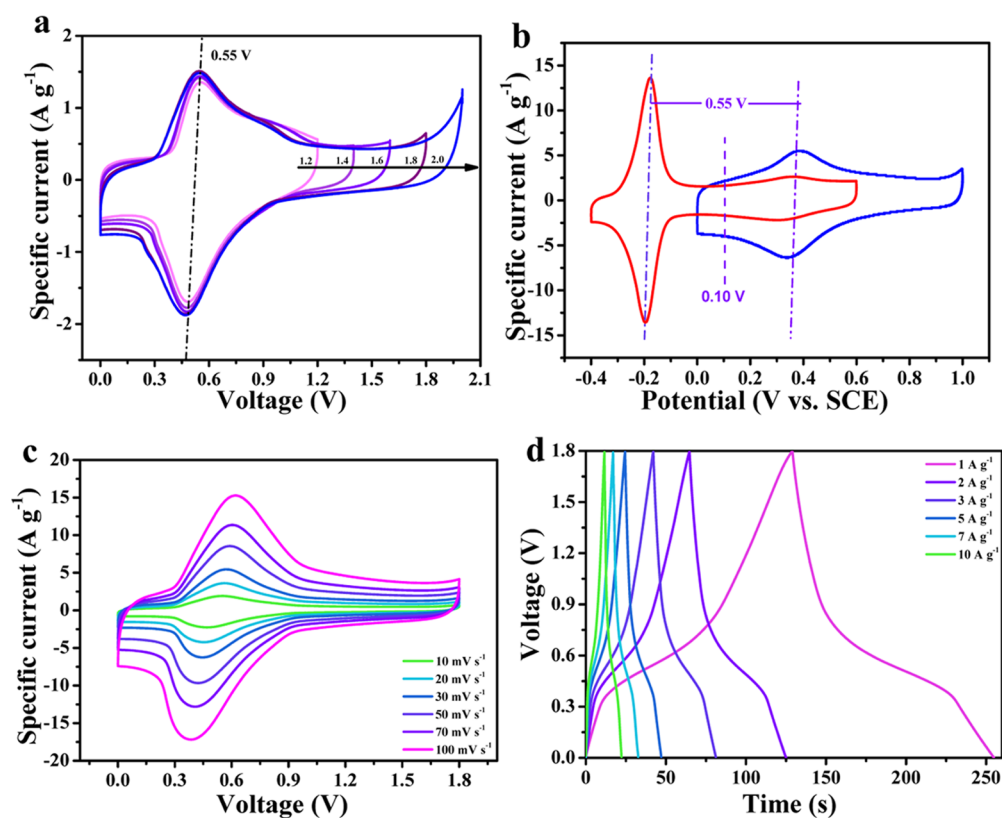 a
0.55 V
Specific current (A g⁻¹)
2
1
0
-1
-2
1.2
1.4
1.6
1.8
2.0
0.0
0.3
0.6
0.9
1.2
1.5
1.8
2.1
Voltage (V)
b
0.55 V
0.10 V
Specific current (A g⁻¹)
15
10
5
0
-5
-10
-15
-0.4
-0.2
0.0
0.2
0.4
0.6
0.8
1.0
Potential (V vs. SCE)
c
Specific current (A g⁻¹)
20
15
10
5
0
-5
-10
-15
-20
10 mV s⁻¹
20 mV s⁻¹
30 mV s⁻¹
50 mV s⁻¹
70 mV s⁻¹
100 mV s⁻¹
0.0
0.3
0.6
0.9
1.2
1.5
1.8
Voltage (V)
d
Voltage (V)
1.8
1.5
1.2
0.9
0.6
0.3
0.0
1 A g⁻¹
2 A g⁻¹
3 A g⁻¹
5 A g⁻¹
7 A g⁻¹
10 A g⁻¹
0
50
100
150
200
250
Time (s)